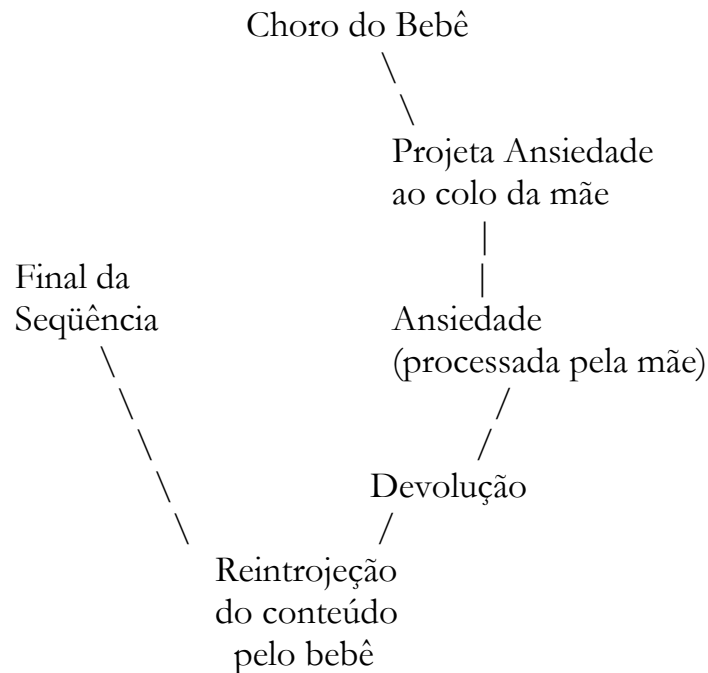 Choro do Bebê
Projeta Ansiedade
ao colo da mãe
Ansiedade
(processada pela mãe)
Devolução
Reintrojeção
do conteúdo
pelo bebê
Final da
Seqüência